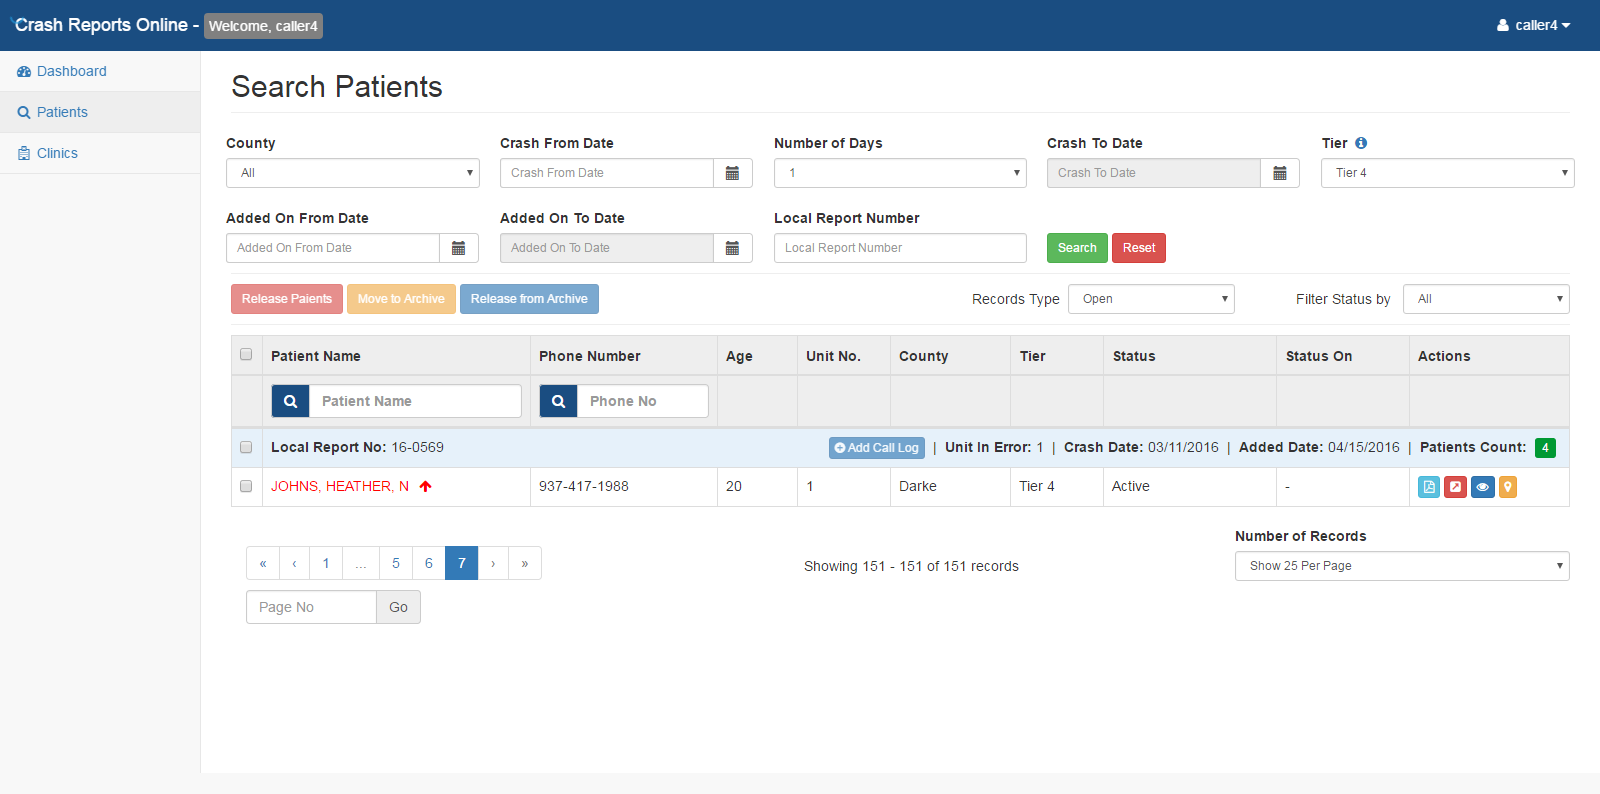 Crash Reports Online - Welcome, caller4
caller4
Dashboard
Patients
Clinics
Search Patients
County
Crash From Date
Number of Days
Crash To Date
Tier
All
Crash From Date
1
Crash To Date
Tier 4
Added On From Date
Added On To Date
Local Report Number
Added On From Date
Added On To Date
Local Report Number
Search
Reset
Release Paients
Move to Archive
Release from Archive
Records Type
Open
Filter Status by
All
Patient Name
Phone Number
Age
Unit No.
County
Tier
Status
Status On
Actions
Patient Name
Phone No
Local Report No: 16-0569
Add Call Log | Unit In Error: 1 | Crash Date: 03/11/2016 | Added Date: 04/15/2016 | Patients Count: 4
JOHNS, HEATHER, N
937-417-1988
20
1
Darke
Tier 4
Active
-
« ‹ 1 ... 5 6 7 › »
Showing 151 - 151 of 151 records
Number of Records
Show 25 Per Page
Page No
Go